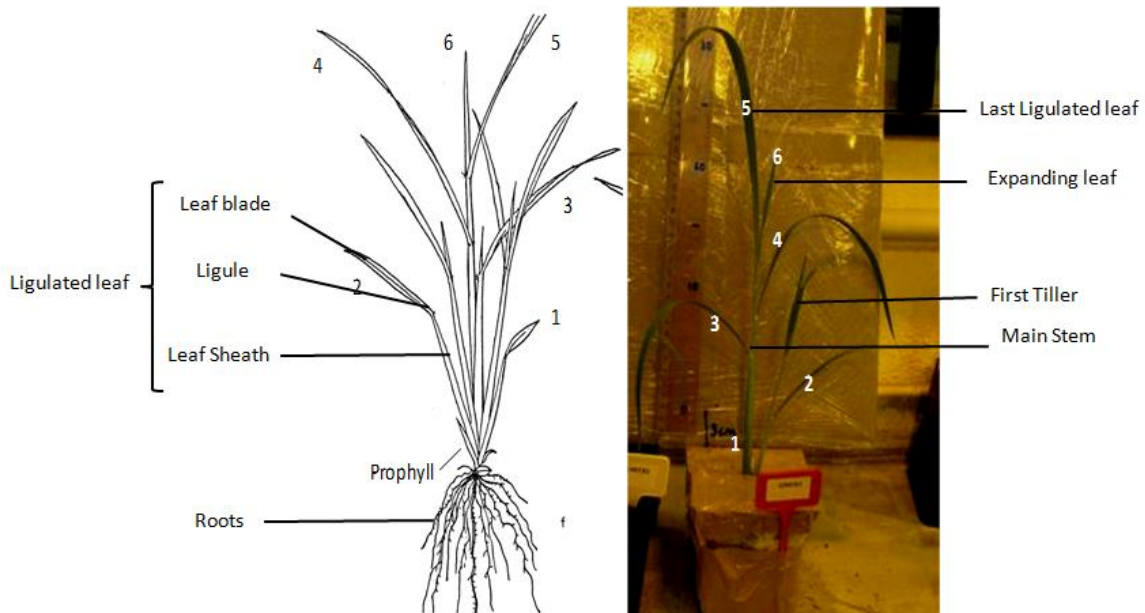 4
6
5
Leaf blade
Ligulated leaf
Ligule
2
3
1
Leaf Sheath
Prophyll
Roots
f
5
Last Ligulated leaf
6
Expanding leaf
4
First Tiller
3
Main Stem
2
3cm
1